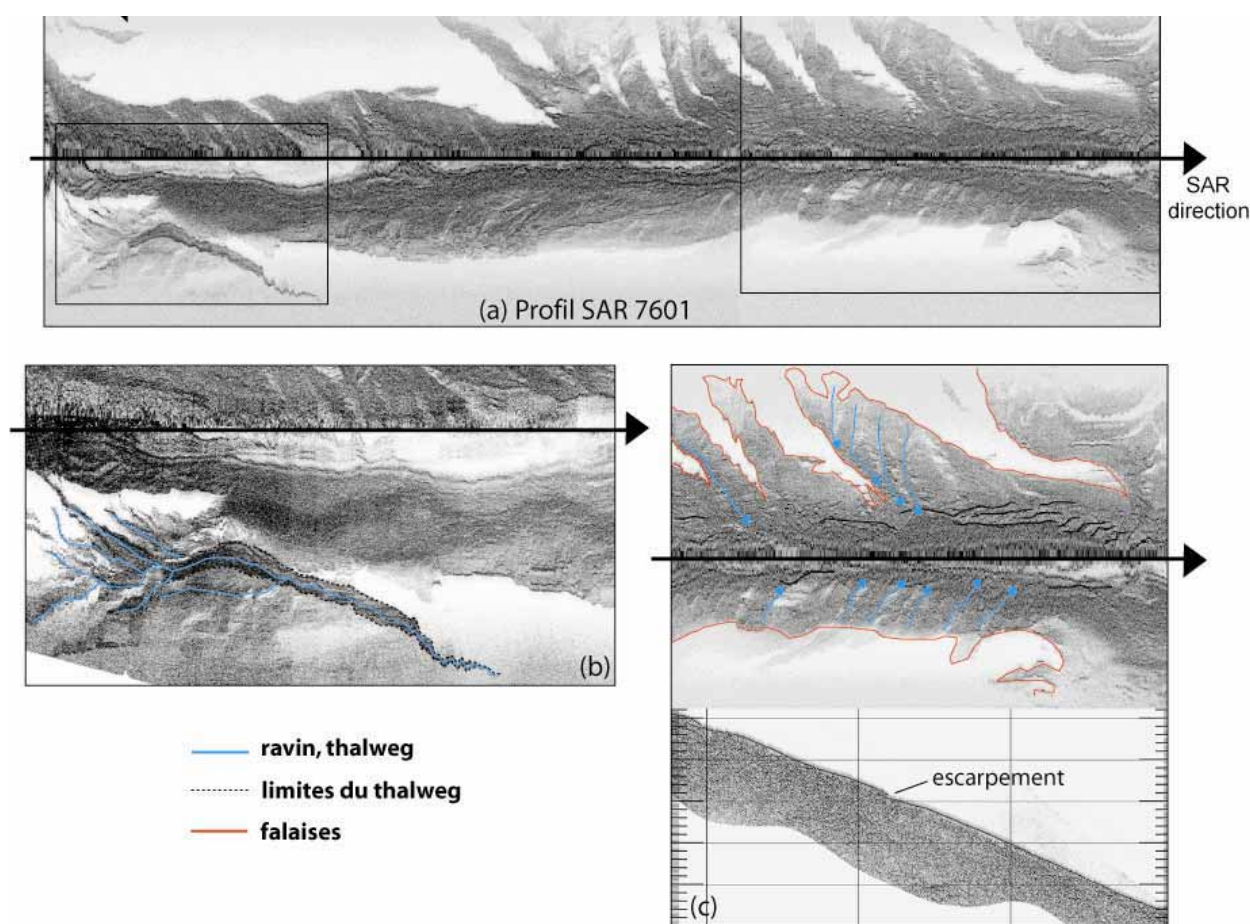 SAR
direction
(a) Profil SAR 7601
(b)
ravin, thalweg
limites du thalweg
falaises
escarpement
(c)